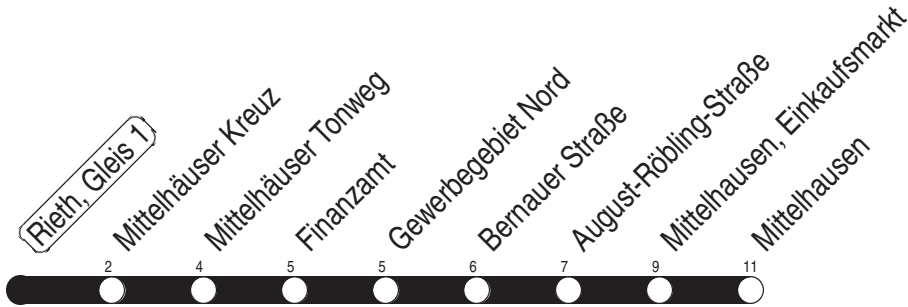 Rieth, Gleis 1
Mittelhäuser Kreuz
Mittelhäuser Tonweg
Finanzamt
Gewerbegebiet Nord
Bernauer Straße
August-Röbling-Straße
Mittelhausen, Einkaufsmarkt
Mittelhausen
2 4 5 5 6 7 9 11